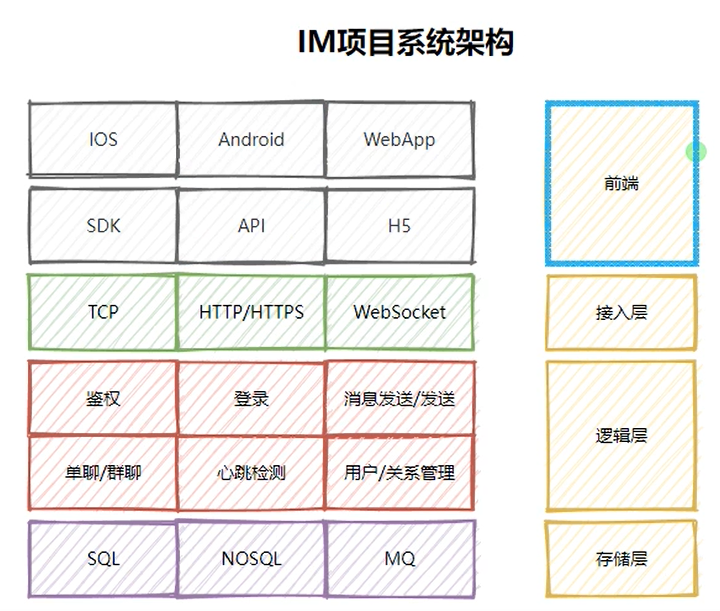 IM项目系统架构
IOS Android WebApp
前端
SDK API H5
TCP HTTP/HTTPS WebSocket 接入层
鉴权 登录 消息发送/发送
逻辑层
单聊/群聊 心跳检测 用户/关系管理
SQL NOSQL MQ 存储层